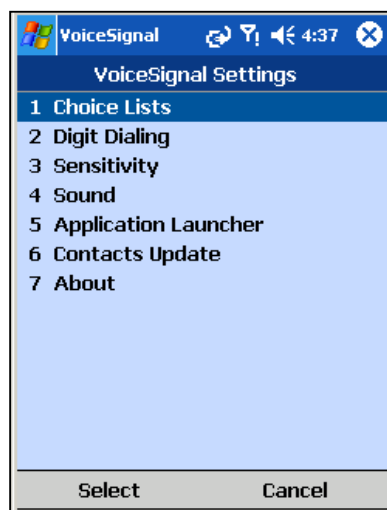 VoiceSignal 4:37
VoiceSignal Settings
1 Choice Lists
2 Digit Dialing
3 Sensitivity
4 Sound
5 Application Launcher
6 Contacts Update
7 About
Select Cancel